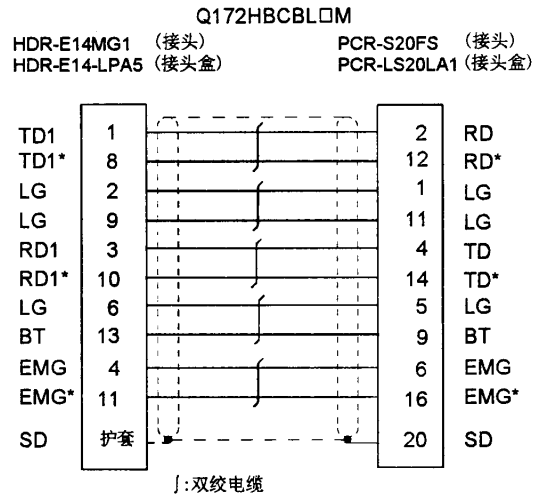 Q172HBCBL□M
HDR-E14MG1 (接头) PCR-S20FS (接头)
HDR-E14-LPA5 (接头盒) PCR-LS20LA1 (接头盒)
TD1 1 2 RD
TD1* 8 12 RD*
LG 2 1 LG
LG 9 11 LG
RD1 3 4 TD
RD1* 10 14 TD*
LG 6 5 LG
BT 13 9 BT
EMG 4 6 EMG
EMG* 11 16 EMG*
SD 护套 20 SD
∫:双绞电缆